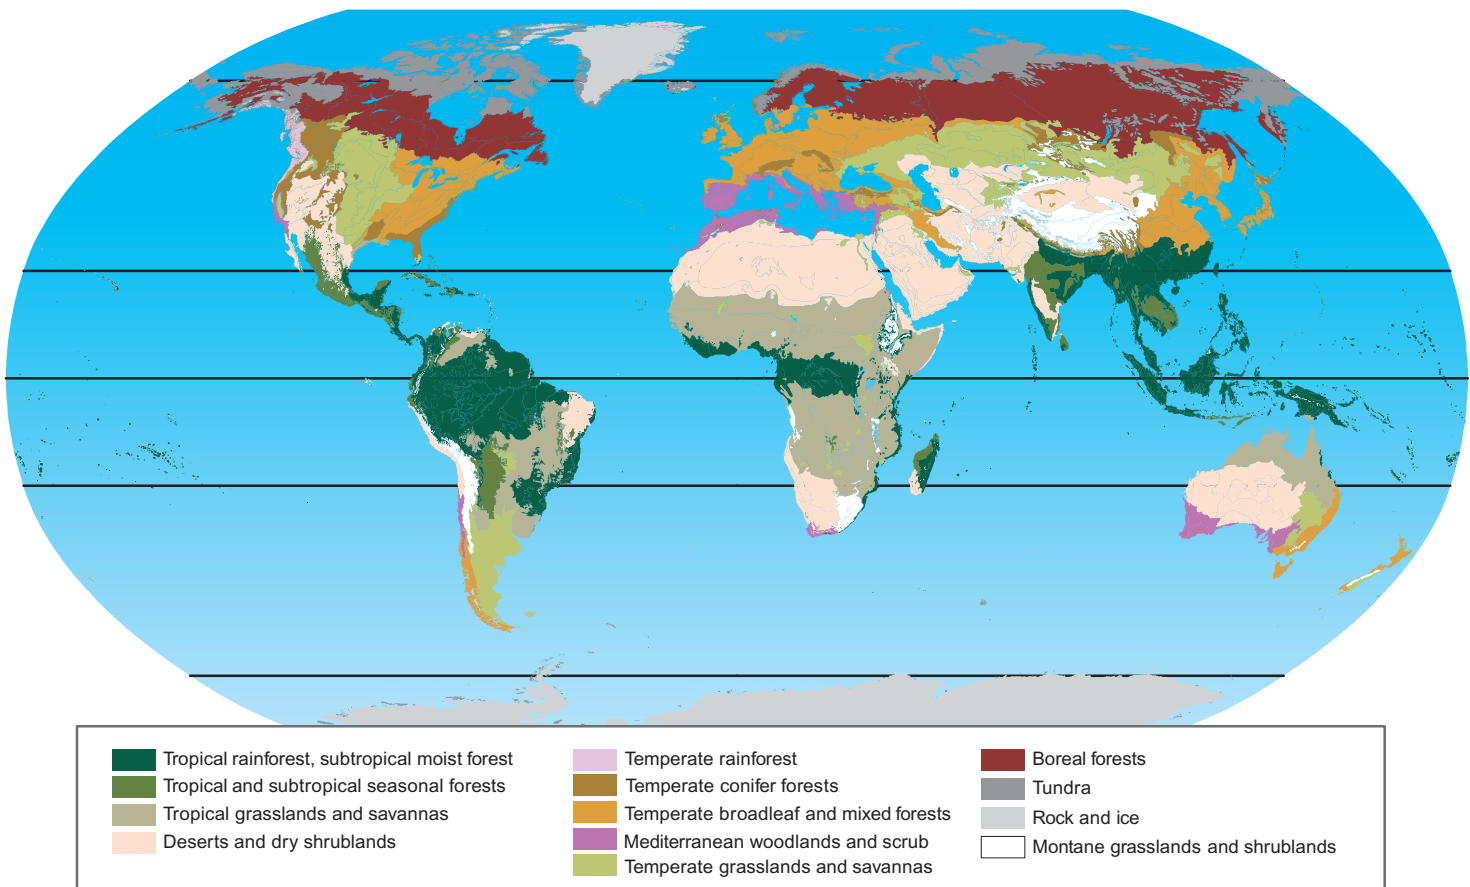 Tropical rainforest, subtropical moist forest
Tropical and subtropical seasonal forests
Tropical grasslands and savannas
Deserts and dry shrublands
Temperate rainforest
Temperate conifer forests
Temperate broadleaf and mixed forests
Mediterranean woodlands and scrub
Temperate grasslands and savannas
Boreal forests
Tundra
Rock and ice
Montane grasslands and shrublands